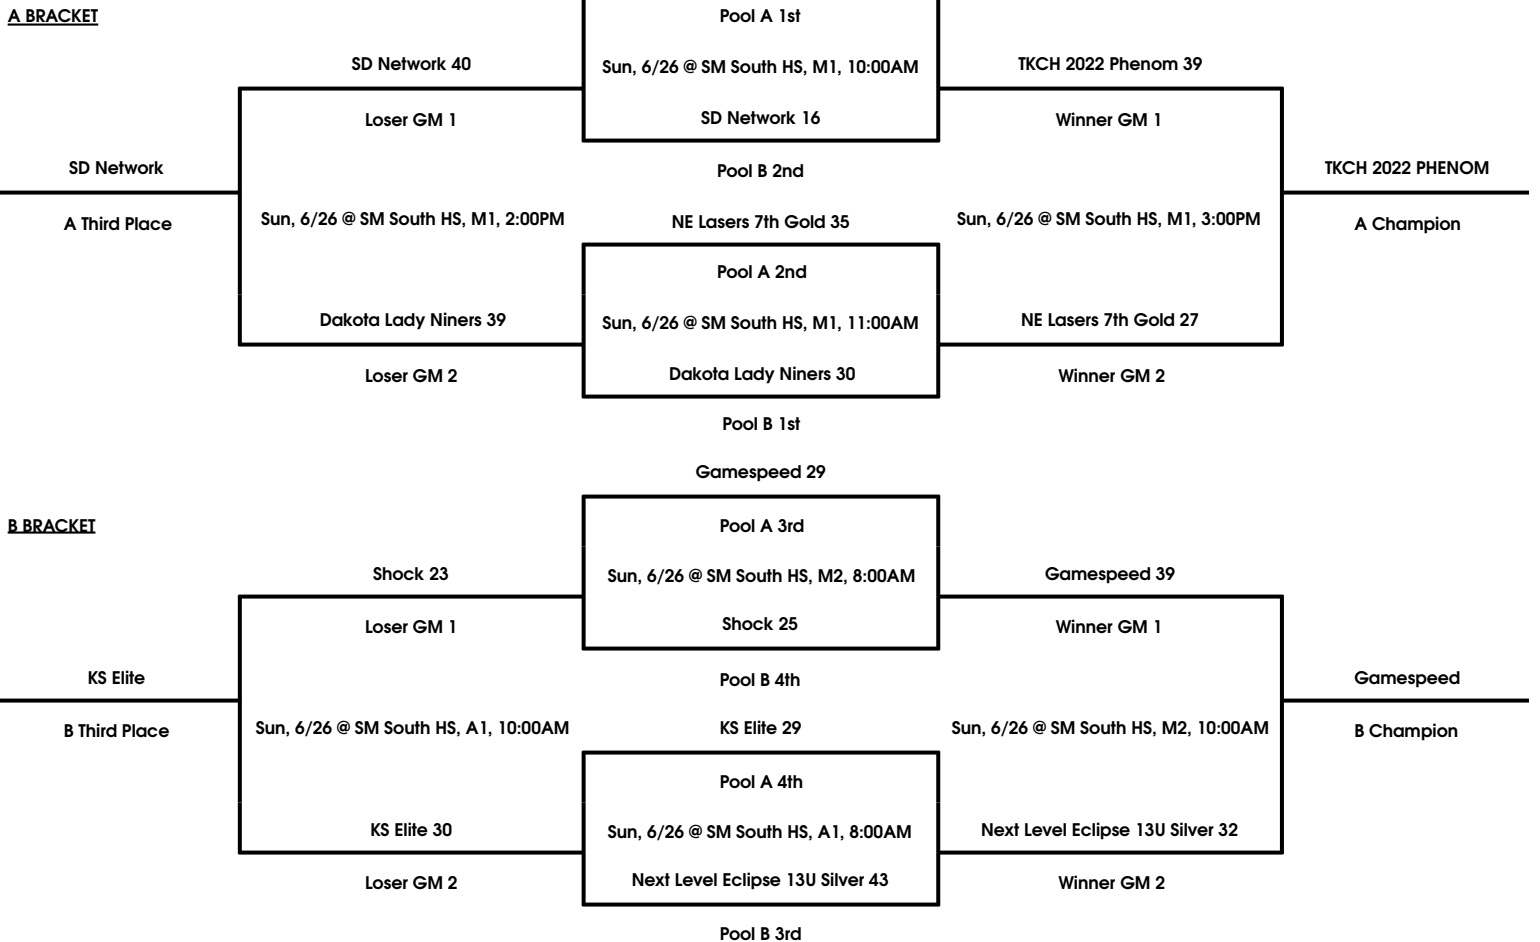 A BRACKET
Pool A 1st
SD Network 40
Sun, 6/26 @ SM South HS, M1, 10:00AM
TKCH 2022 Phenom 39
Loser GM 1
SD Network 16
Winner GM 1
SD Network
Pool B 2nd
TKCH 2022 PHENOM
A Third Place
Sun, 6/26 @ SM South HS, M1, 2:00PM
NE Lasers 7th Gold 35
Sun, 6/26 @ SM South HS, M1, 3:00PM
A Champion
Pool A 2nd
Dakota Lady Niners 39
Sun, 6/26 @ SM South HS, M1, 11:00AM
NE Lasers 7th Gold 27
Loser GM 2
Dakota Lady Niners 30
Winner GM 2
Pool B 1st
Gamespeed 29
B BRACKET
Pool A 3rd
Shock 23
Sun, 6/26 @ SM South HS, M2, 8:00AM
Gamespeed 39
Loser GM 1
Shock 25
Winner GM 1
KS Elite
Pool B 4th
Gamespeed
B Third Place
Sun, 6/26 @ SM South HS, A1, 10:00AM
KS Elite 29
Sun, 6/26 @ SM South HS, M2, 10:00AM
B Champion
Pool A 4th
KS Elite 30
Sun, 6/26 @ SM South HS, A1, 8:00AM
Next Level Eclipse 13U Silver 32
Loser GM 2
Next Level Eclipse 13U Silver 43
Winner GM 2
Pool B 3rd